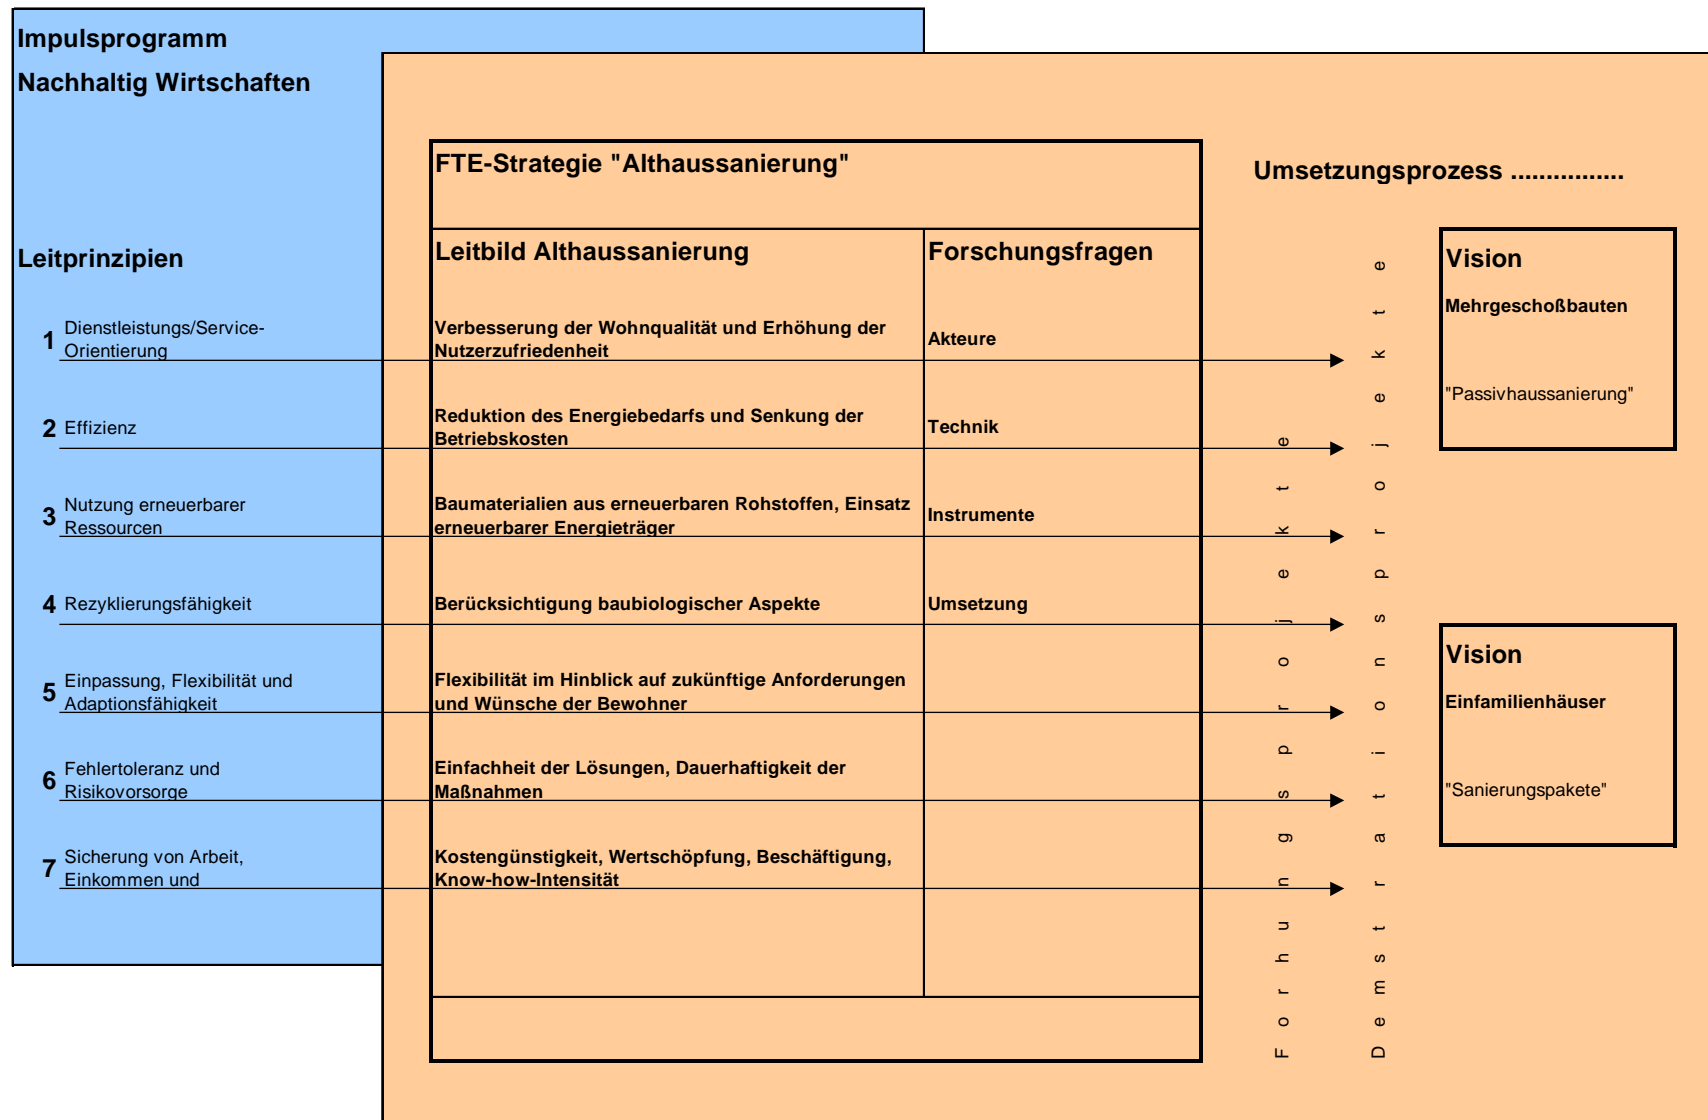 Impulsprogramm
Nachhaltig Wirtschaften
Leitprinzipien
1 Dienstleistungs/Service-
Orientierung
2 Effizienz
3 Nutzung erneuerbarer
Ressourcen
4 Rezyklierungsfähigkeit
5 Einpassung, Flexibilität und
Adaptionsfähigkeit
6 Fehlertoleranz und
Risikovorsorge
7 Sicherung von Arbeit,
Einkommen und
FTE-Strategie "Althaussanierung"
Leitbild Althaussanierung
Verbesserung der Wohnqualität und Erhöhung der
Nutzerzufriedenheit
Reduktion des Energiebedarfs und Senkung der
Betriebskosten
Baumaterialien aus erneuerbaren Rohstoffen, Einsatz
erneuerbarer Energieträger
Berücksichtigung baubiologischer Aspekte
Flexibilität im Hinblick auf zukünftige Anforderungen
und Wünsche der Bewohner
Einfachheit der Lösungen, Dauerhaftigkeit der
Maßnahmen
Kostengünstigkeit, Wertschöpfung, Beschäftigung,
Know-how-Intensität
Forschungsfragen
Akteure
Technik
Instrumente
Umsetzung
Umsetzungsprozess ................
F o r h u n g s p r o j e k t e
D e m s t r a t i o n s p r o j e k t e
Vision
Mehrgeschoßbauten
"Passivhaussanierung"
Vision
Einfamilienhäuser
"Sanierungspakete"